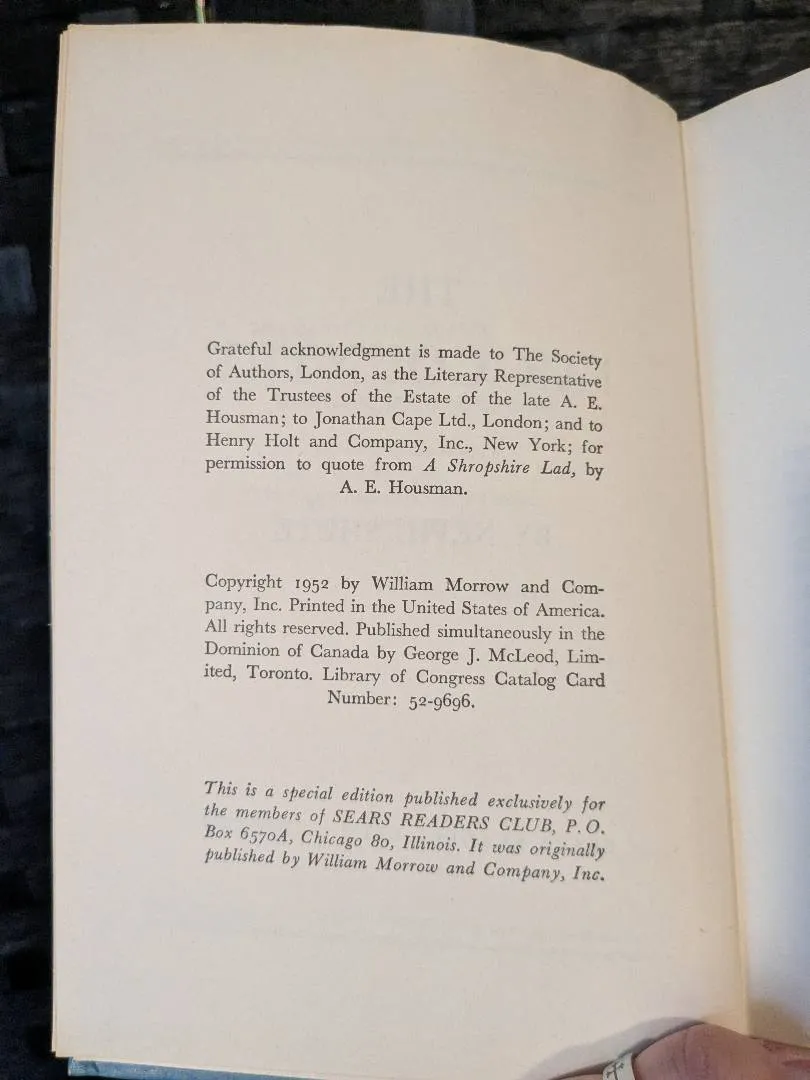 Grateful acknowledgment is made to The Society
of Authors, London, as the Literary Representative
of the Trustees of the Estate of the late A. E.
Housman; to Jonathan Cape Ltd., London; and to
Henry Holt and Company, Inc., New York; for
permission to quote from A Shropshire Lad, by
A. E. Housman.
Copyright 1952 by William Morrow and Com-
pany, Inc. Printed in the United States of America.
All rights reserved. Published simultaneously in the
Dominion of Canada by George J. McLeod, Lim-
ited, Toronto. Library of Congress Catalog Card
Number: 52-9696.
This is a special edition published exclusively for
the members of SEARS READERS CLUB, P. O.
Box 6570A, Chicago 80, Illinois. It was originally
published by William Morrow and Company, Inc.